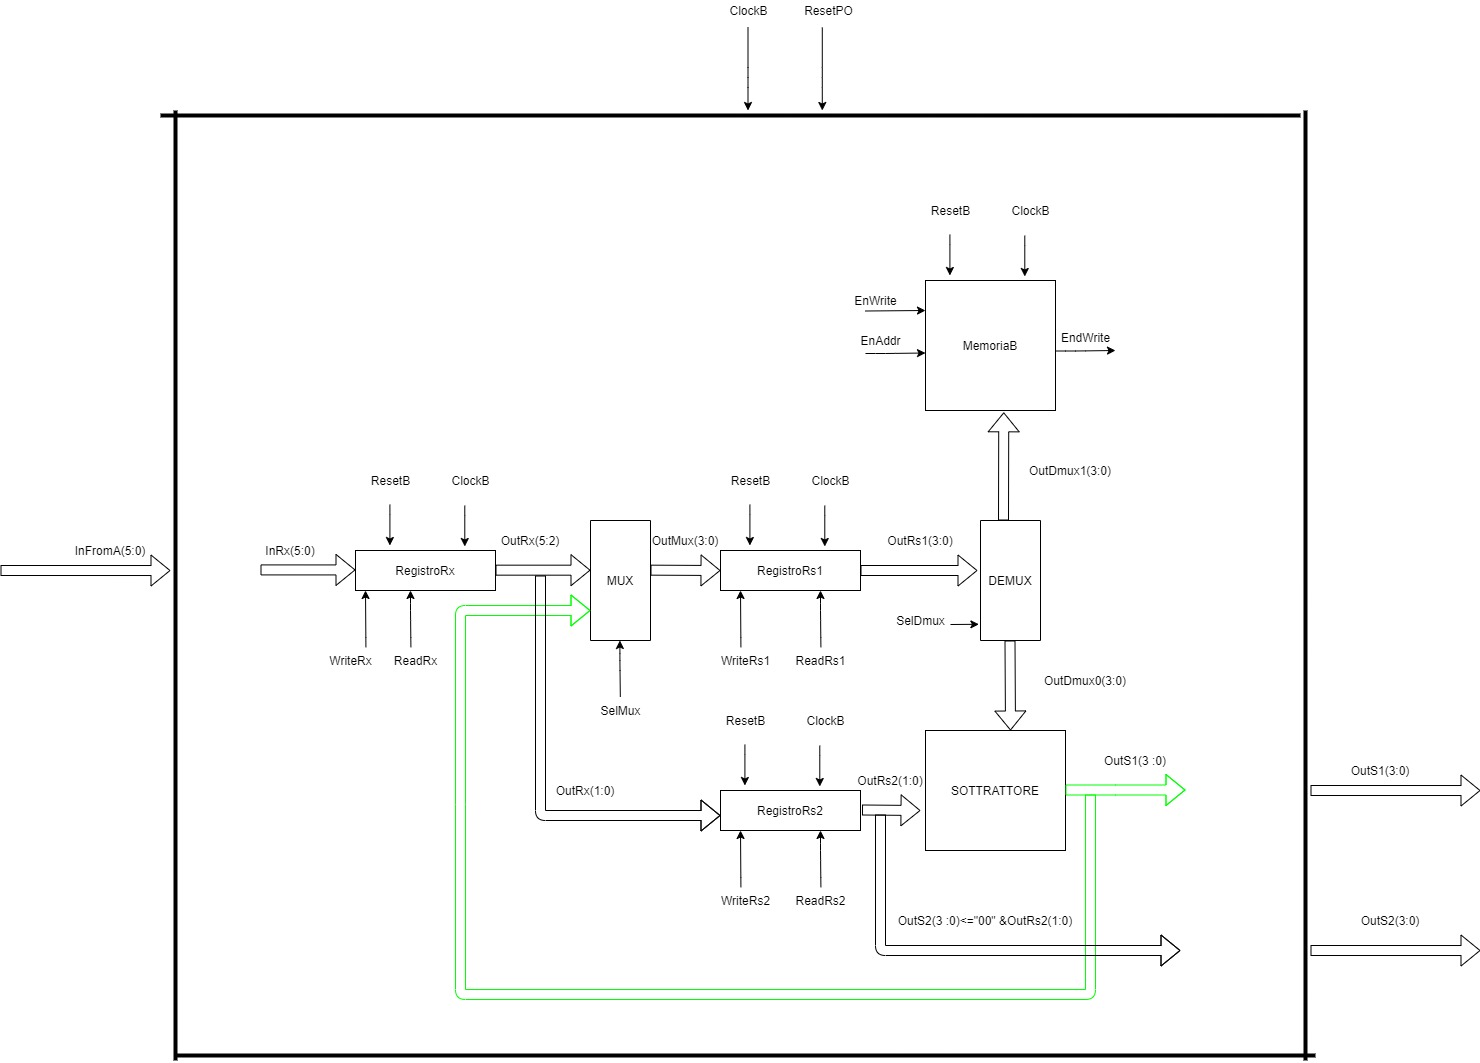 ClockB
ResetPO
ResetB
ClockB
EnWrite
EnAddr
MemoriaB
EndWrite
OutDmux1(3:0)
ResetB
ClockB
ResetB
ClockB
InFromA(5:0)
InRx(5:0)
OutRx(5:2)
OutMux(3:0)
OutRs1(3:0)
RegistroRx
MUX
RegistroRs1
DEMUX
SelDmux
WriteRx
ReadRx
WriteRs1
ReadRs1
OutDmux0(3:0)
SelMux
ResetB
ClockB
OutS1(3 :0)
OutS1(3:0)
OutRx(1:0)
OutRs2(1:0)
RegistroRs2
SOTTRATTORE
WriteRs2
ReadRs2
OutS2(3 :0)<="00" &OutRs2(1:0)
OutS2(3:0)